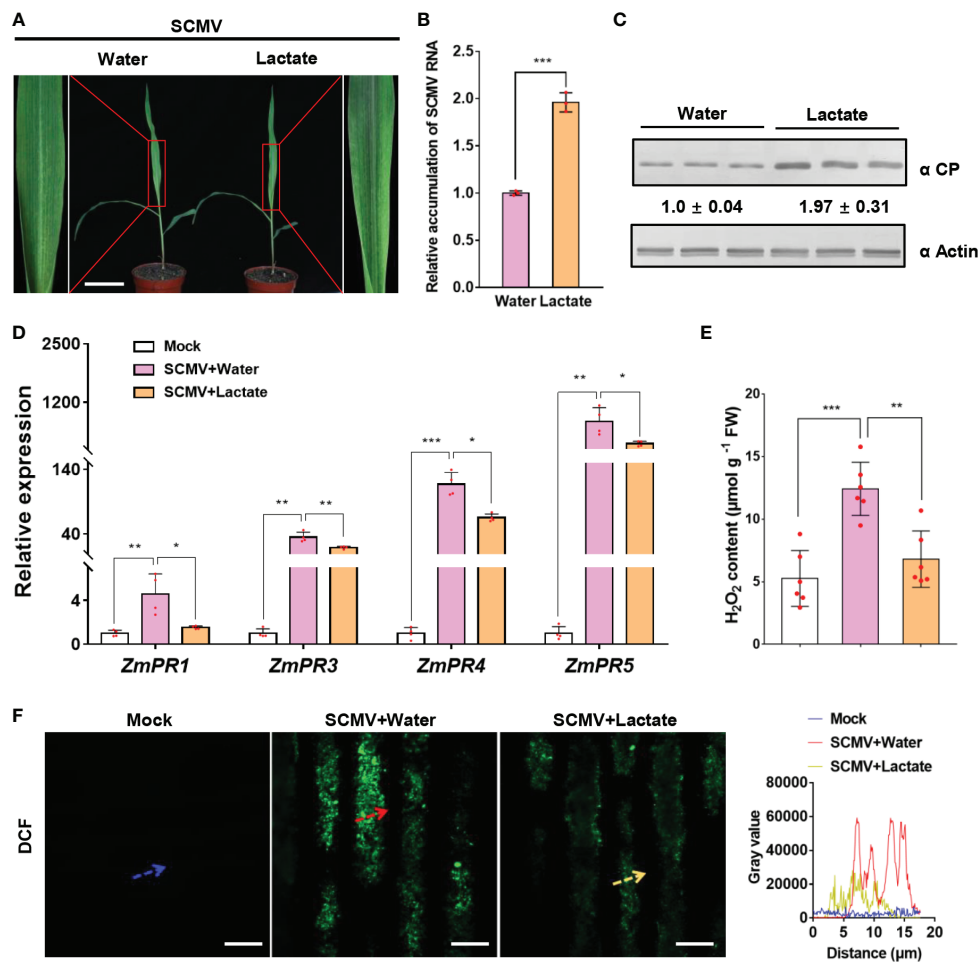 A
SCMV
Water
Lactate
B
Relative accumulation of SCMV RNA
2.5
2.0
1.5
1.0
0.5
0.0
***
Water Lactate
C
Water
Lactate
α CP
1.0 ± 0.04
1.97 ± 0.31
α Actin
D
Relative expression
2500
1200
140
40
4
0
Mock
SCMV+Water
SCMV+Lactate
** *
** **
*** *
** *
ZmPR1
ZmPR3
ZmPR4
ZmPR5
E
H₂O₂ content (μmol g ⁻¹ FW)
20
15
10
5
0
*** **
F
Mock
SCMV+Water
SCMV+Lactate
DCF
Mock
SCMV+Water
SCMV+Lactate
Gray value
80000
60000
40000
20000
0
0 5 10 15 20
Distance (μm)